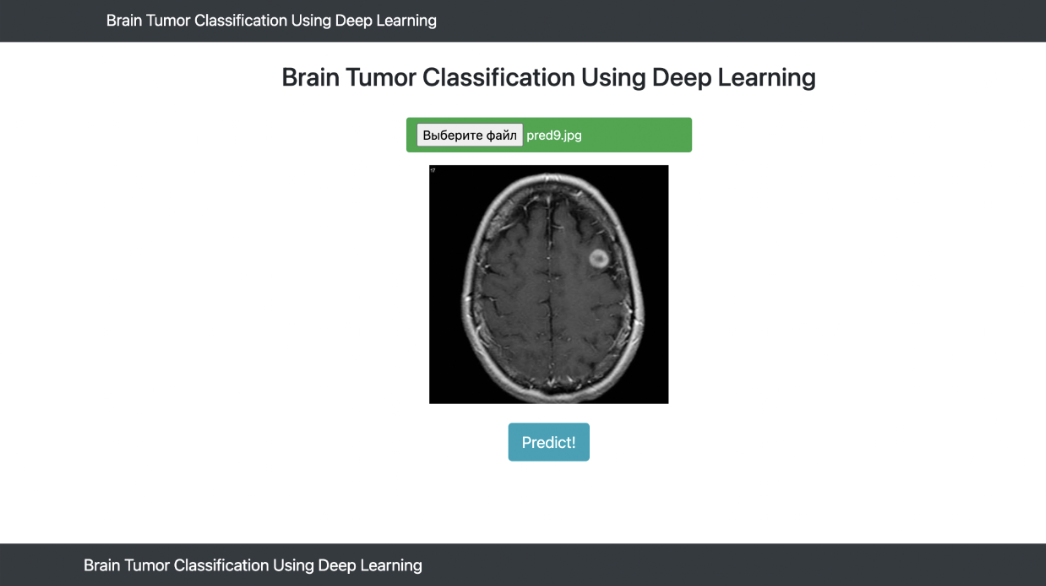 Brain Tumor Classification Using Deep Learning
Brain Tumor Classification Using Deep Learning
Выберите файл pred9.jpg
Predict!
Brain Tumor Classification Using Deep Learning